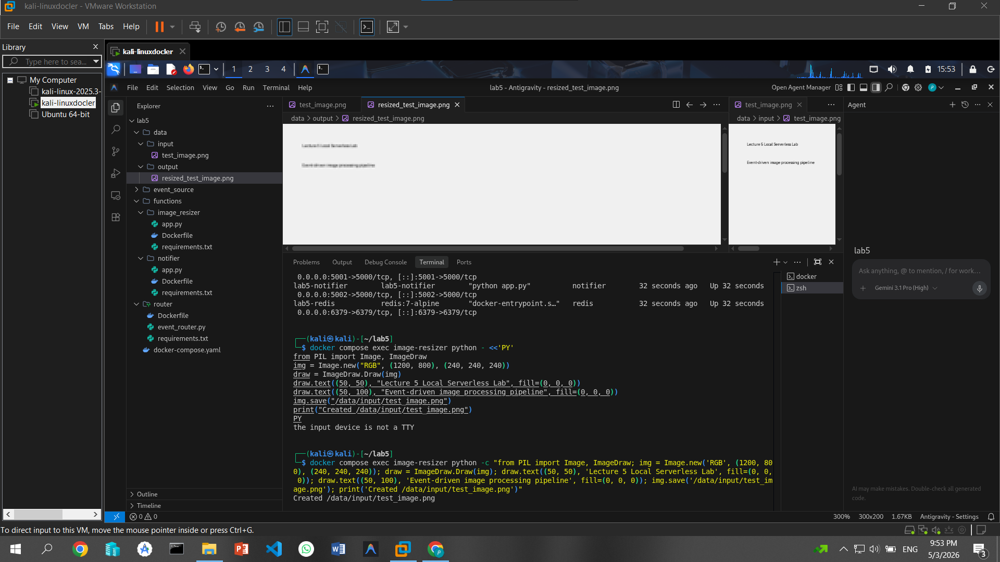 kali-linuxdocler - VMware Workstation
File Edit View VM Tabs Help
Library
Type here to sea...
My Computer
kali-linux-2025.3-
kali-linuxdocler
Ubuntu 64-bit
kali-linuxdocler
1 2 3 4
15:53
File Edit Selection View Go Run Terminal Help
lab5 - Antigravity - resized_test_image.png
Open Agent Manager
Explorer
lab5
data
input
test_image.png
output
resized_test_image.png
event_source
functions
image_resizer
app.py
Dockerfile
requirements.txt
notifier
app.py
Dockerfile
requirements.txt
router
Dockerfile
event_router.py
requirements.txt
docker-compose.yaml
Outline
Timeline
test_image.png
resized_test_image.png
data > output > resized_test_image.png
Lecture 5 Local Serverless Lab
Event-driven image processing pipeline
test_image.png
data > input > test_image.png
Lecture 5 Local Serverless Lab
Event-driven image processing pipeline
Problems Output Debug Console Terminal Ports
0.0.0.0:5001->5000/tcp, [::]:5001->5000/tcp
lab5-notifier lab5-notifier "python app.py" notifier 32 seconds ago Up 32 seconds
0.0.0.0:5002->5000/tcp, [::]:5002->5000/tcp
lab5-redis redis:7-alpine "docker-entrypoint.s…" redis 32 seconds ago Up 32 seconds
0.0.0.0:6379->6379/tcp, [::]:6379->6379/tcp
┌──(kali㉿kali)-[~/lab5]
└─$ docker compose exec image-resizer python - <<'PY'
from PIL import Image, ImageDraw
img = Image.new("RGB", (1200, 800), (240, 240, 240))
draw = ImageDraw.Draw(img)
draw.text((50, 50), "Lecture 5 Local Serverless Lab", fill=(0, 0, 0))
draw.text((50, 100), "Event-driven image processing pipeline", fill=(0, 0, 0))
img.save("/data/input/test_image.png")
print("Created /data/input/test_image.png")
PY
the input device is not a TTY
┌──(kali㉿kali)-[~/lab5]
└─$ docker compose exec image-resizer python -c "from PIL import Image, ImageDraw; img = Image.new('RGB', (1200, 80
0), (240, 240, 240)); draw = ImageDraw.Draw(img); draw.text((50, 50), 'Lecture 5 Local Serverless Lab', fill=(0, 0,
0)); draw.text((50, 100), 'Event-driven image processing pipeline', fill=(0, 0, 0)); img.save('/data/input/test_im
age.png'); print('Created /data/input/test_image.png')"
Created /data/input/test_image.png
docker
zsh
Agent
lab5
Ask anything, @ to mention, / for work...
Gemini 3.1 Pro (High)
AI may make mistakes. Double-check all generated
code.
0 0
300% 300x200 1.67KB Antigravity - Settings
To direct input to this VM, move the mouse pointer inside or press Ctrl+G.
ENG
9:53 PM
5/3/2026
3